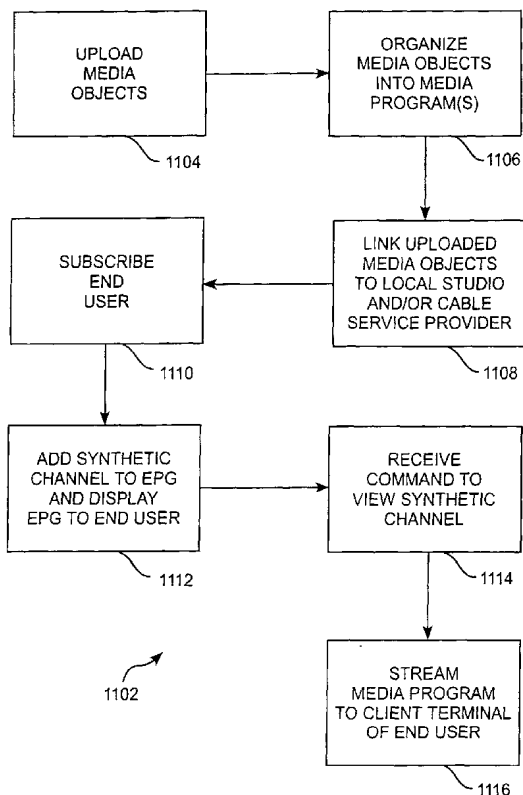 UPLOAD
MEDIA
OBJECTS
1104
ORGANIZE
MEDIA OBJECTS
INTO MEDIA
PROGRAM(S)
1106
LINK UPLOADED
MEDIA OBJECTS
TO LOCAL STUDIO
AND/OR CABLE
SERVICE PROVIDER
1108
SUBSCRIBE
END
USER
1110
ADD SYNTHETIC
CHANNEL TO EPG
AND DISPLAY
EPG TO END USER
1112
RECEIVE
COMMAND TO
VIEW SYNTHETIC
CHANNEL
1114
1102
STREAM
MEDIA PROGRAM
TO CLIENT TERMINAL
OF END USER
1116